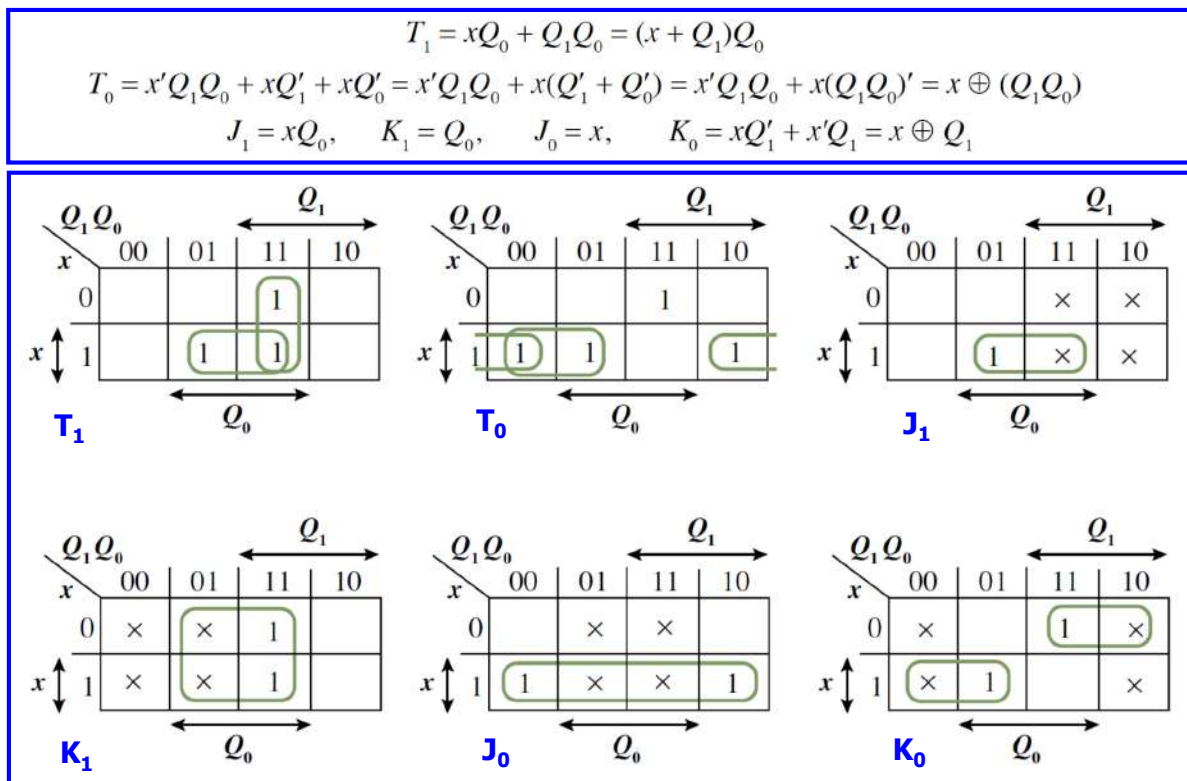 T₁ = xQ₀ + Q₁Q₀ = (x + Q₁)Q₀
T₀ = x′Q₁Q₀ + xQ′₁ + xQ′₀ = x′Q₁Q₀ + x(Q′₁ + Q′₀) = x′Q₁Q₀ + x(Q₁Q₀)′ = x ⊕ (Q₁Q₀)
J₁ = xQ₀, K₁ = Q₀, J₀ = x, K₀ = xQ′₁ + x′Q₁ = x ⊕ Q₁
Q₁
Q₁Q₀
x 00 01 11 10
0 1
x 1 1 1
Q₀
T₁
Q₁
Q₁Q₀
x 00 01 11 10
0 1
x 1 1 1 1
Q₀
T₀
Q₁
Q₁Q₀
x 00 01 11 10
0 × ×
x 1 1 × ×
Q₀
J₁
Q₁
Q₁Q₀
x 00 01 11 10
0 × × 1
x 1 × × 1
Q₀
K₁
Q₁
Q₁Q₀
x 00 01 11 10
0 × ×
x 1 1 × × 1
Q₀
J₀
Q₁
Q₁Q₀
x 00 01 11 10
0 × 1 ×
x 1 × 1 ×
Q₀
K₀